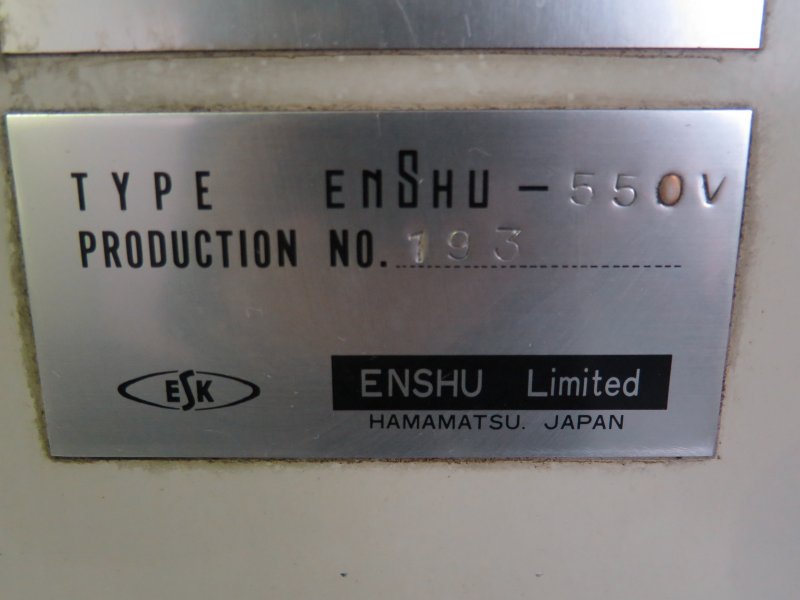 TYPE ENSHU - 550V
PRODUCTION NO. 193
ESK
ENSHU Limited
HAMAMATSU. JAPAN